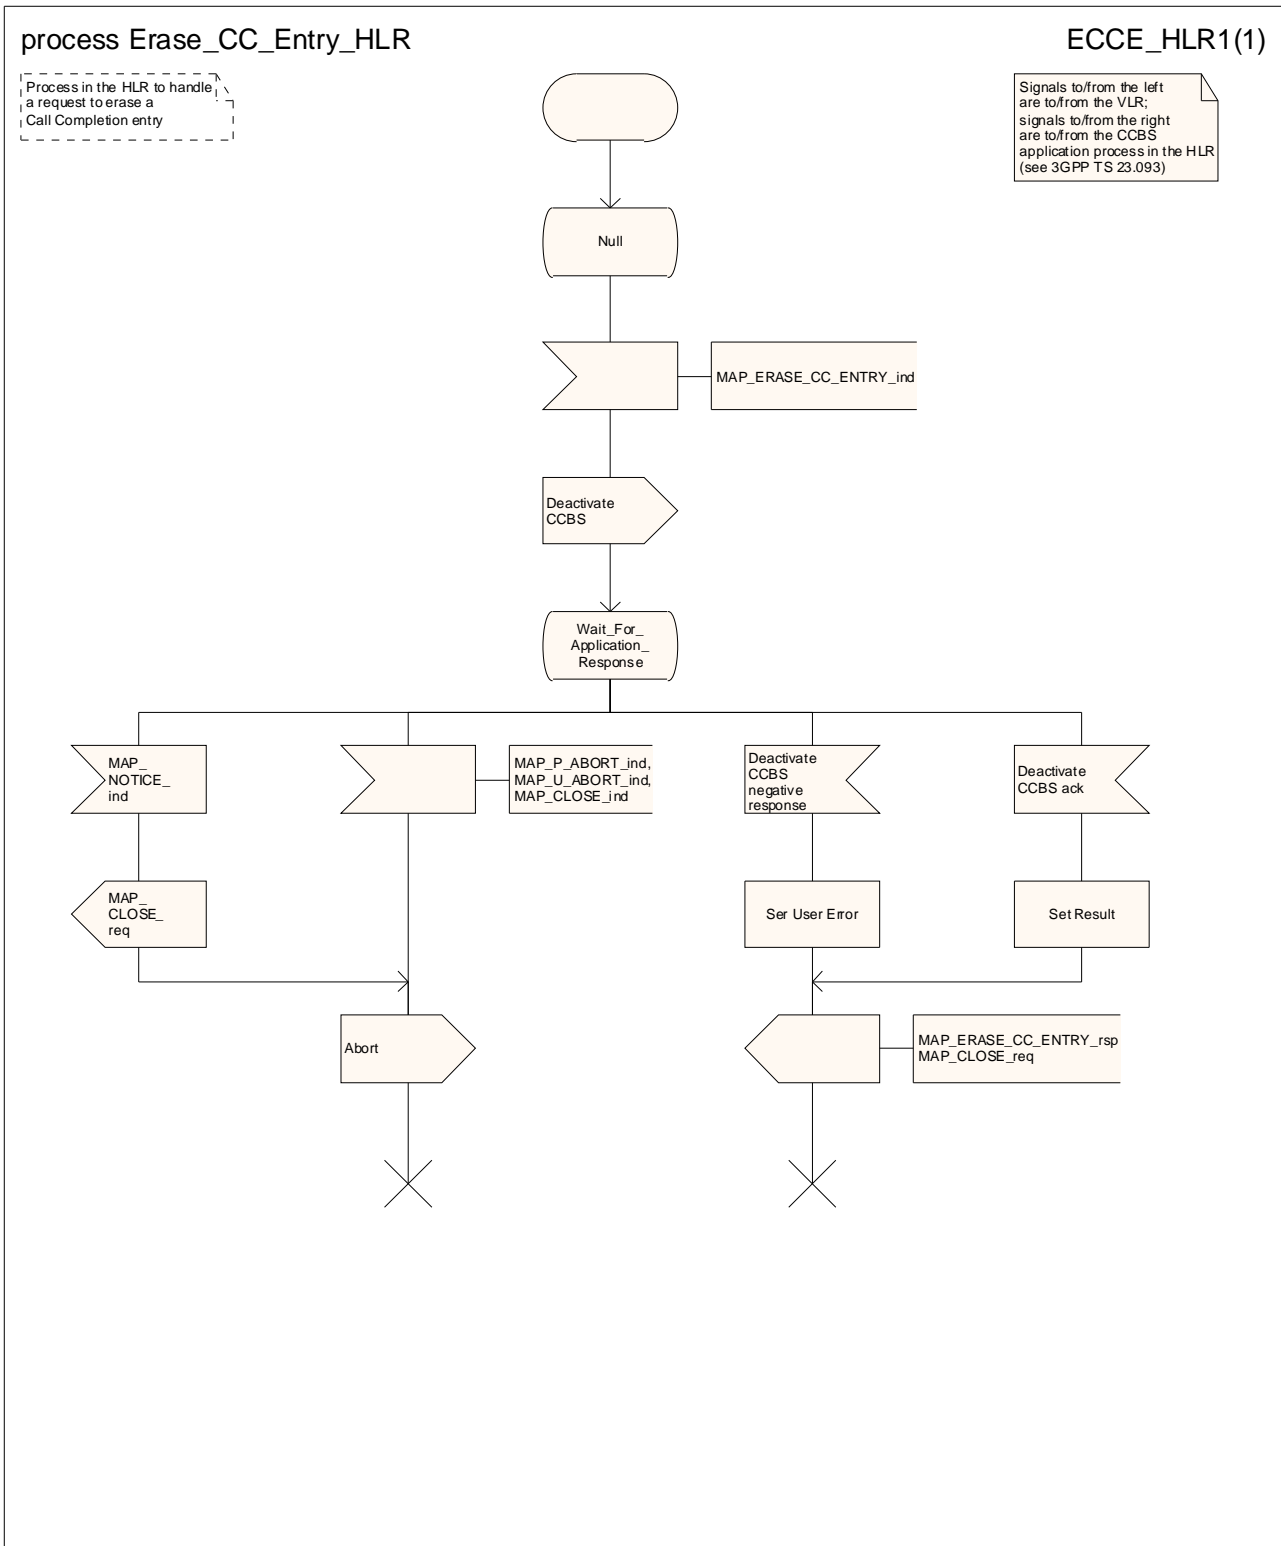 process Erase_CC_Entry_HLR
ECCE_HLR1(1)
Process in the HLR to handle
a request to erase a
Call Completion entry
Signals to/from the left
are to/from the VLR;
signals to/from the right
are to/from the CCBS
application process in the HLR
(see 3GPP TS 23.093)
Null
MAP_ERASE_CC_ENTRY_ind
Deactivate
CCBS
Wait_For_
Application_
Response
MAP_
NOTICE_
ind
MAP_P_ABORT_ind,
MAP_U_ABORT_ind,
MAP_CLOSE_ind
Deactivate
CCBS
negative
response
Deactivate
CCBS ack
MAP_
CLOSE_
req
Ser User Error
Set Result
Abort
MAP_ERASE_CC_ENTRY_rsp
MAP_CLOSE_req